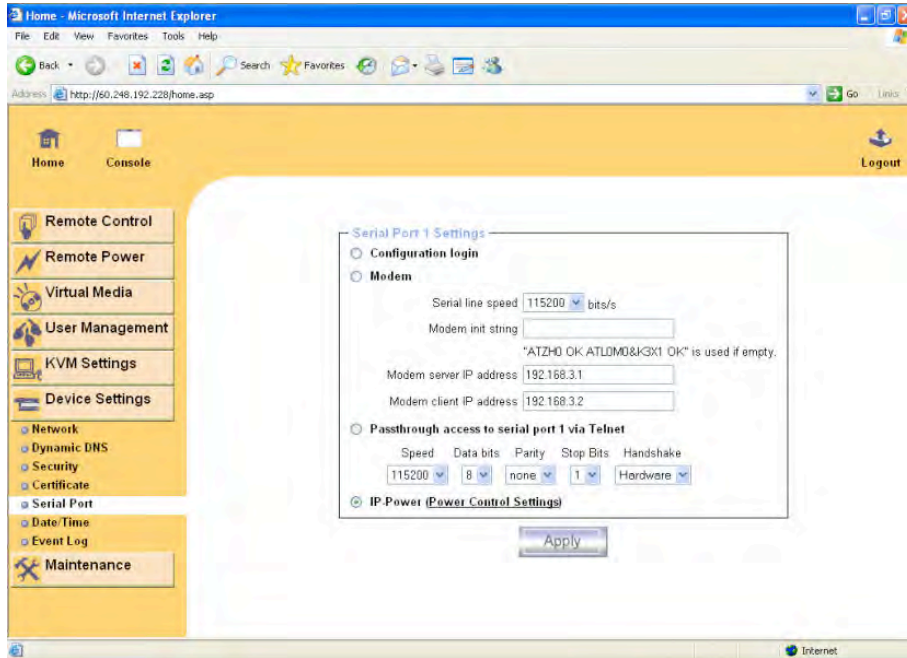 Home - Microsoft Internet Explorer
File Edit View Favorites Tools Help
Back Search Favorites
Address http://60.248.192.228/home.asp Go Links
Home Console Logout
Remote Control
Remote Power
Virtual Media
User Management
KVM Settings
Device Settings
Network
Dynamic DNS
Security
Certificate
Serial Port
Date/Time
Event Log
Maintenance
Serial Port 1 Settings
Configuration login
Modem
Serial line speed 115200 bits/s
Modem init string
"ATZH0 OK ATL0M0&K3X1 OK" is used if empty.
Modem server IP address 192.168.3.1
Modem client IP address 192.168.3.2
Passthrough access to serial port 1 via Telnet
Speed Data bits Parity Stop Bits Handshake
115200 8 none 1 Hardware
IP-Power (Power Control Settings)
Apply
Internet